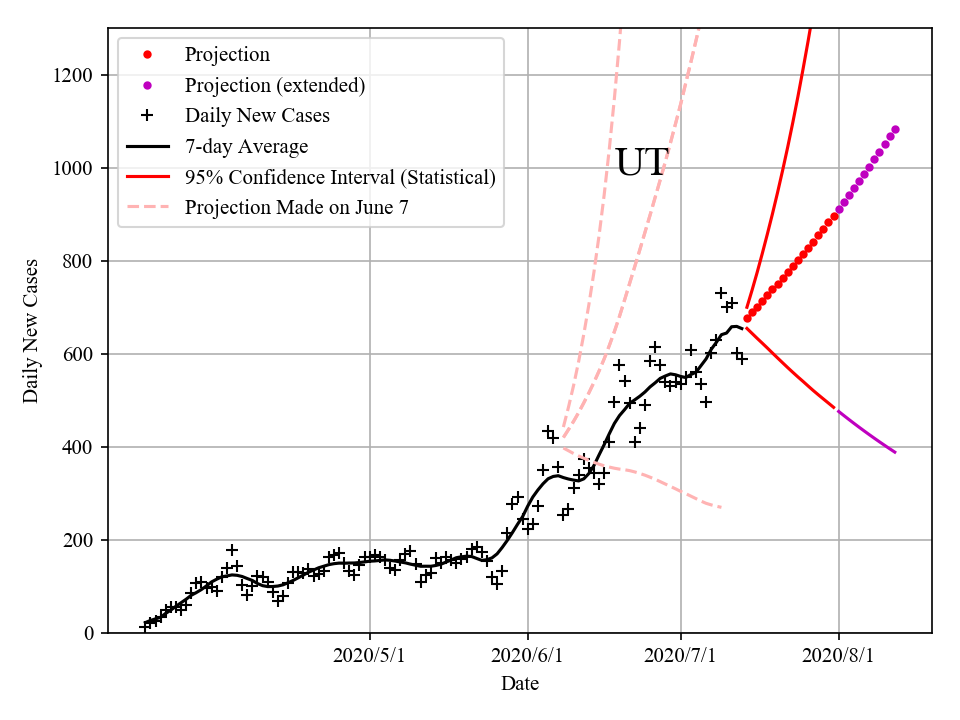 Projection
Projection (extended)
Daily New Cases
7-day Average
95% Confidence Interval (Statistical)
Projection Made on June 7
UT
1200
1000
800
600
400
200
0
Daily New Cases
2020/5/1 2020/6/1 2020/7/1 2020/8/1
Date